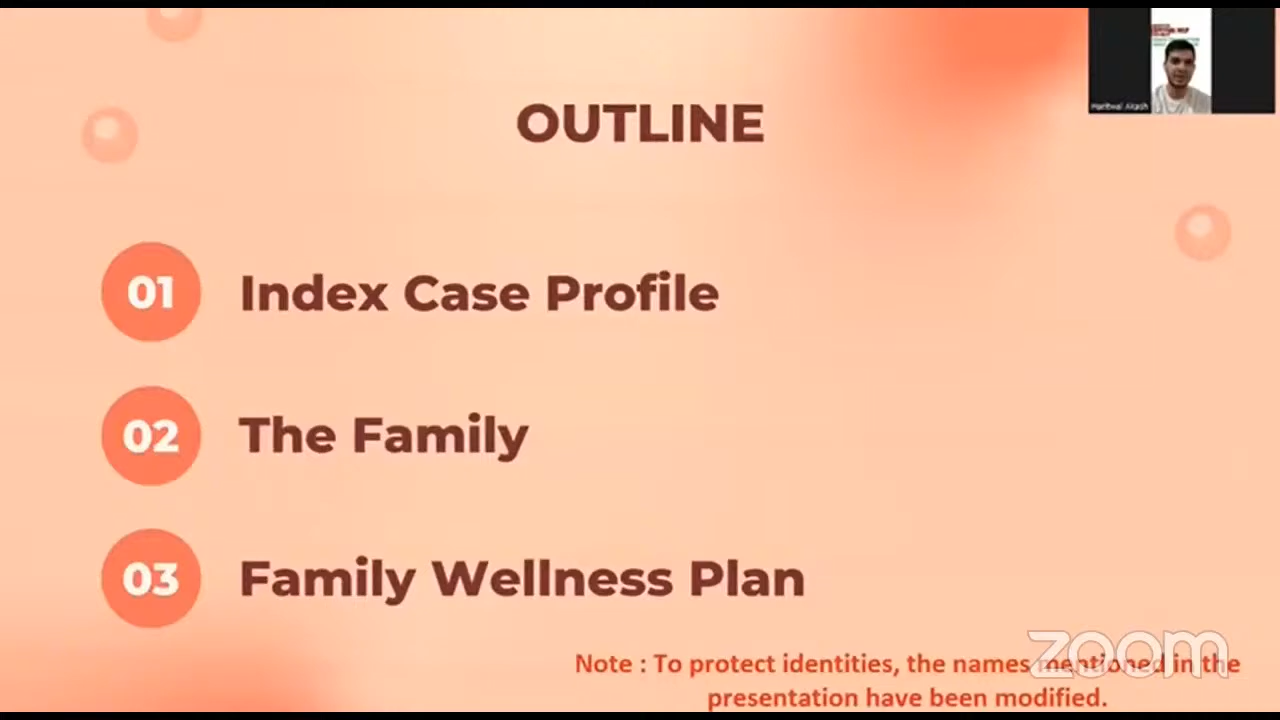 OUTLINE
01
Index Case Profile
02
The Family
03
Family Wellness Plan
zoom
Note : To protect identities, the names mentioned in the
presentation have been modified.